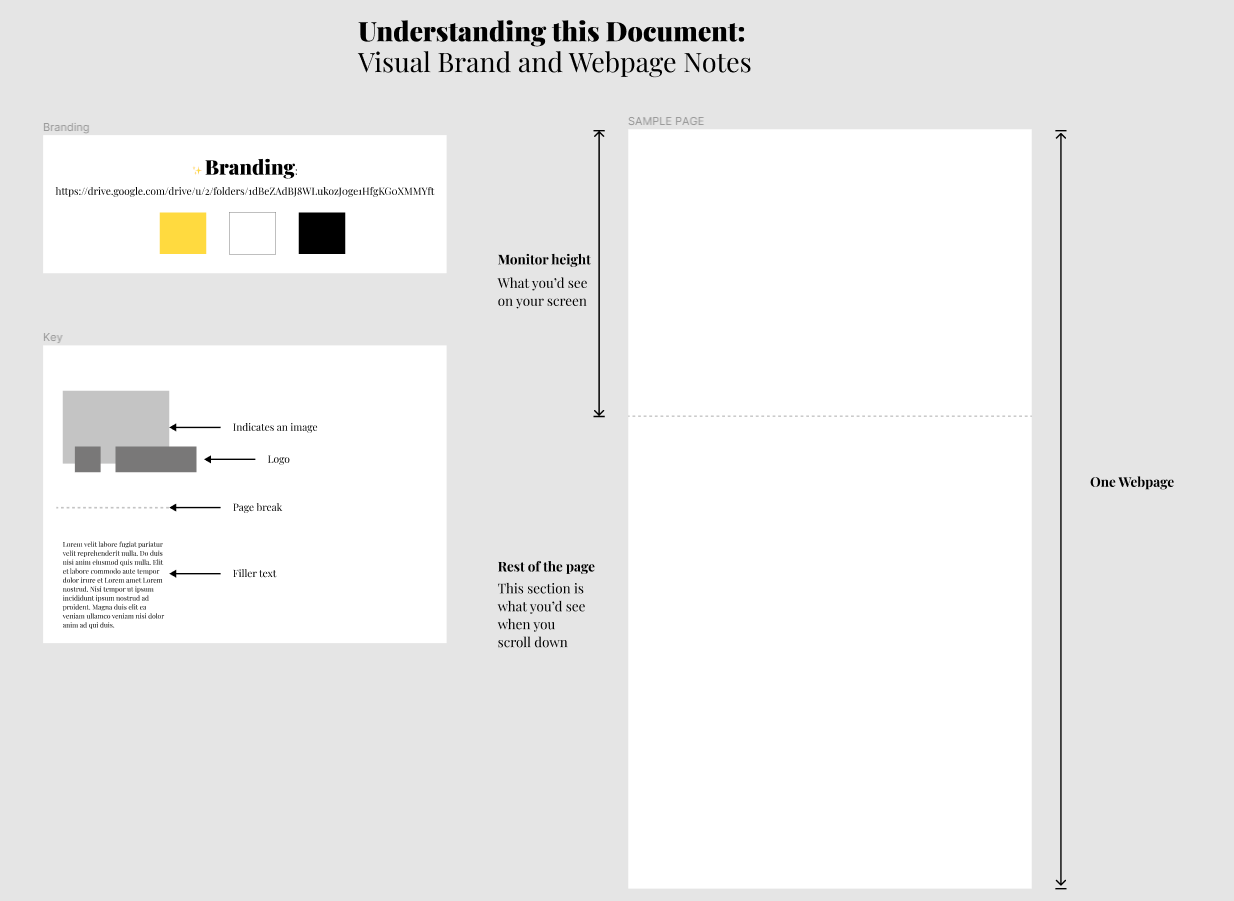 Understanding this Document:
Visual Brand and Webpage Notes
Branding
✨Branding:
https://drive.google.com/drive/u/2/folders/1dBeZAdBJ8WLukozJ0ge1HfgKG0XMMYft
Key
Indicates an image
Logo
Page break
Lorem velit labore fugiat pariatur
velit reprehenderit nulla. Do duis
nisi anim eiusmod quis nulla. Elit
et labore commodo aute tempor
dolor irure et Lorem amet Lorem
nostrud. Nisi tempor ut ipsum
incididunt ipsum nostrud ad
proident. Magna duis elit ea
veniam ullamco veniam nisi dolor
anim ad qui duis.
Filler text
SAMPLE PAGE
Monitor height
What you’d see
on your screen
Rest of the page
This section is
what you’d see
when you
scroll down
One Webpage